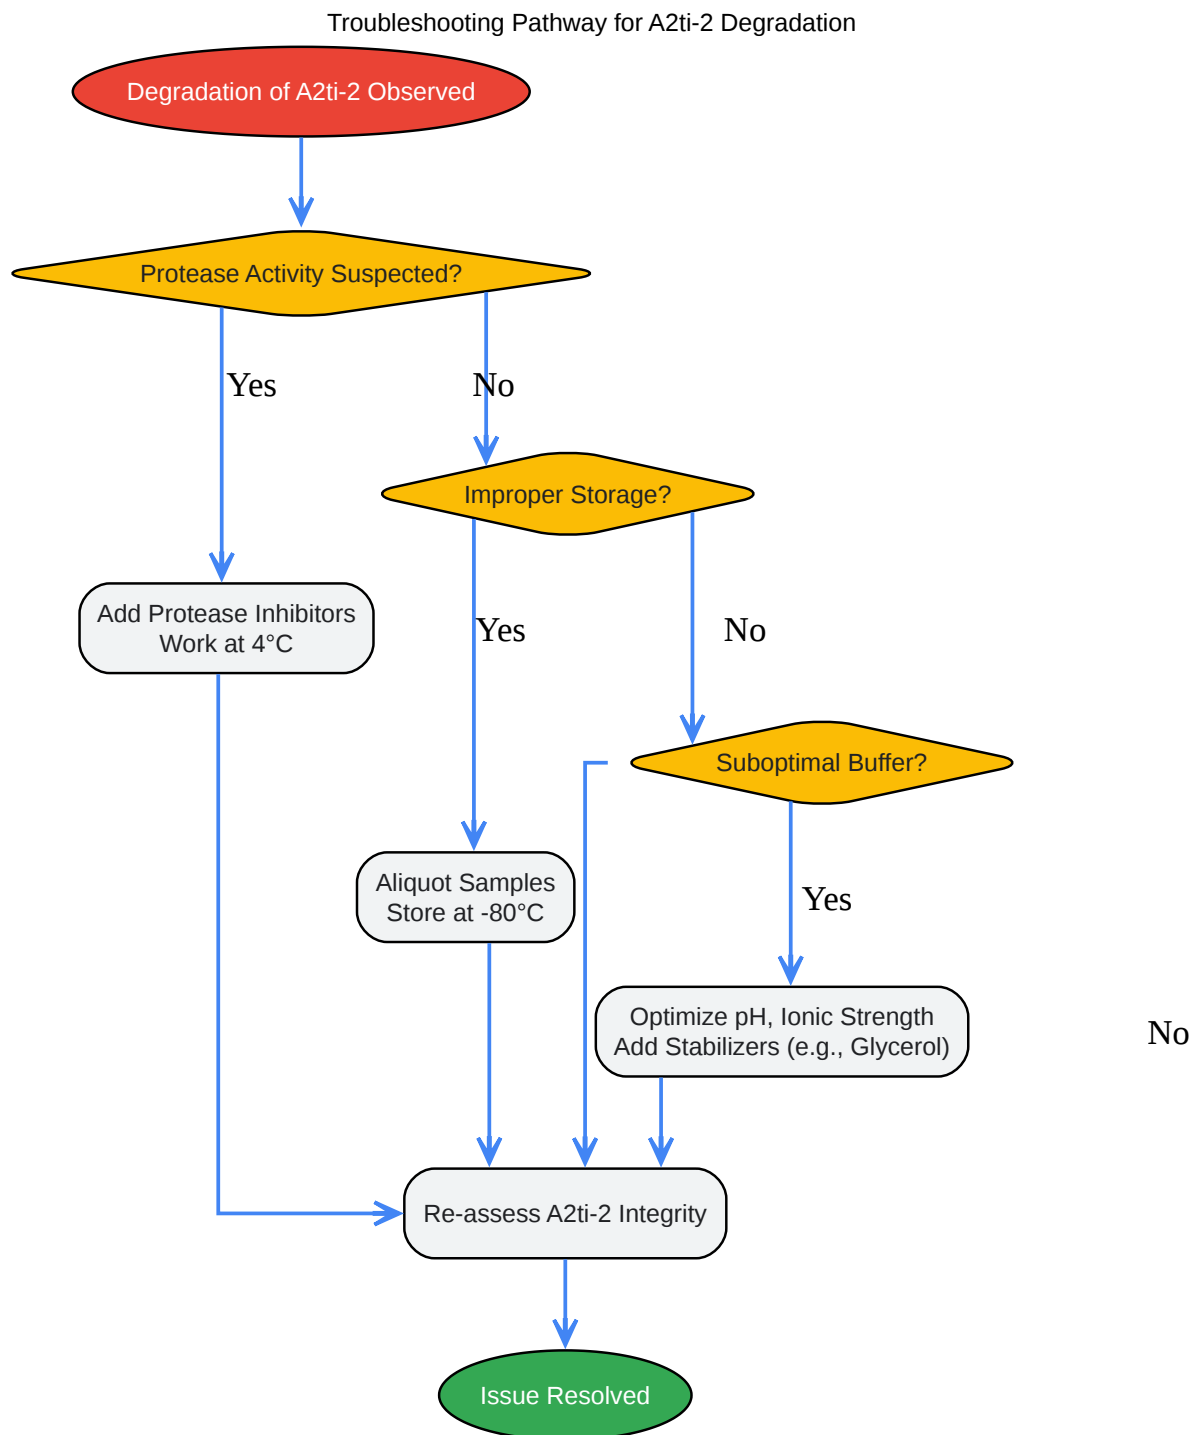 Troubleshooting Pathway for A2ti-2 Degradation
Degradation of A2ti-2 Observed
Protease Activity Suspected?
Yes
No
Improper Storage?
Add Protease Inhibitors
Work at 4°C
Yes
No
Suboptimal Buffer?
Aliquot Samples
Store at -80°C
Yes
Optimize pH, Ionic Strength
Add Stabilizers (e.g., Glycerol)
No
Re-assess A2ti-2 Integrity
Issue Resolved